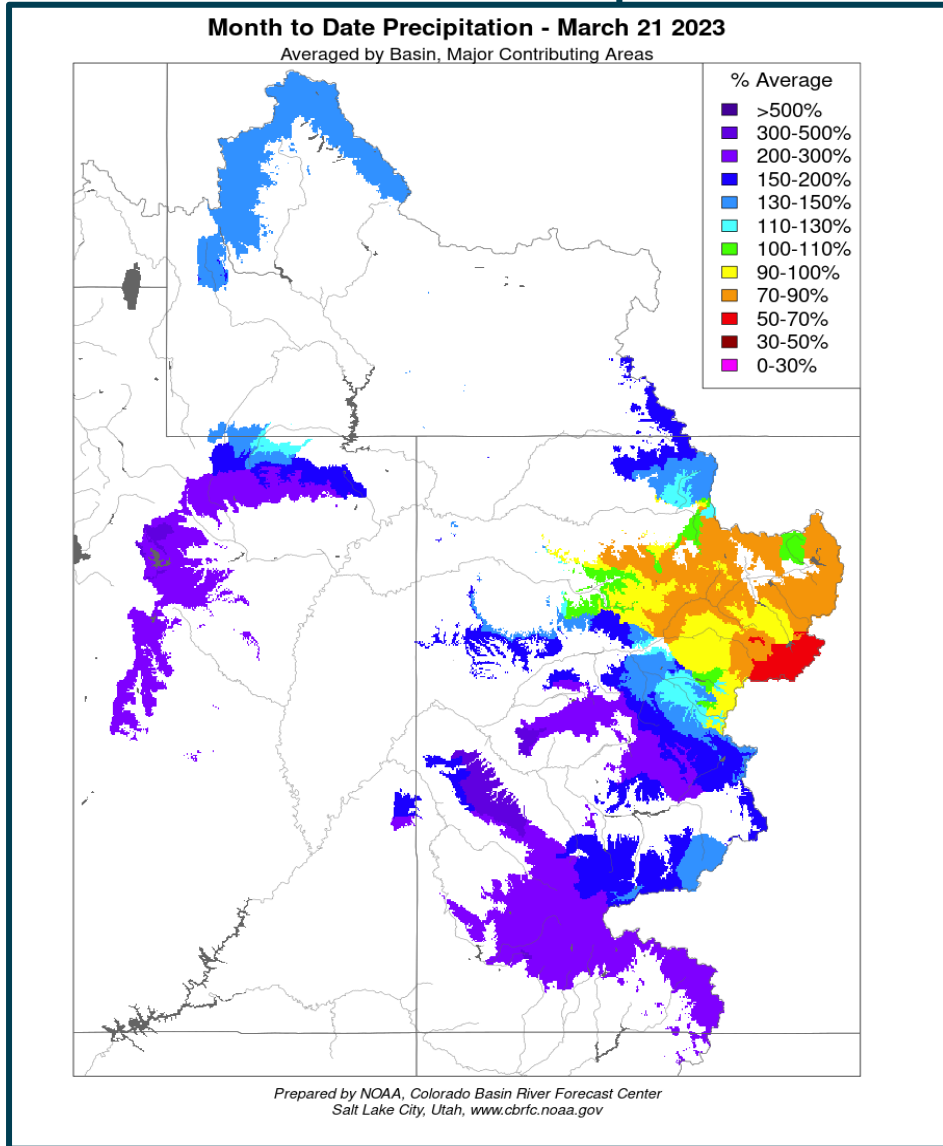 Month to Date Precipitation - March 21 2023
Averaged by Basin, Major Contributing Areas
% Average
>500%
300-500%
200-300%
150-200%
130-150%
110-130%
100-110%
90-100%
70-90%
50-70%
30-50%
0-30%
Prepared by NOAA, Colorado Basin River Forecast Center
Salt Lake City, Utah, www.cbrfc.noaa.gov